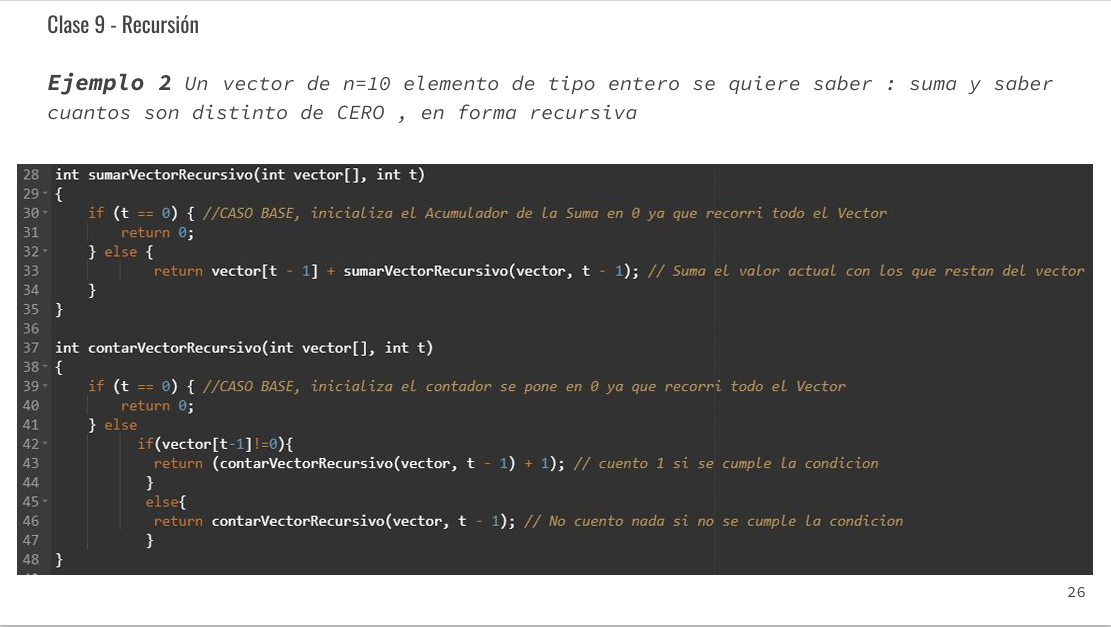 Clase 9 - Recursión
Ejemplo 2 Un vector de n=10 elemento de tipo entero se quiere saber : suma y saber
cuantos son distinto de CERO , en forma recursiva
28 int sumarVectorRecursivo(int vector[], int t)
29 {
30 if (t == 0) { //CASO BASE, inicializa el Acumulador de la Suma en 0 ya que recorri todo el Vector
31 return 0;
32 } else {
33 return vector[t - 1] + sumarVectorRecursivo(vector, t - 1); // Suma el valor actual con los que restan del vector
34 }
35 }
36
37 int contarVectorRecursivo(int vector[], int t)
38 {
39 if (t == 0) { //CASO BASE, inicializa el contador se pone en 0 ya que recorri todo el Vector
40 return 0;
41 } else
42 if(vector[t-1]!=0){
43 return (contarVectorRecursivo(vector, t - 1) + 1); // cuento 1 si se cumple la condicion
44 }
45 else{
46 return contarVectorRecursivo(vector, t - 1); // No cuento nada si no se cumple la condicion
47 }
48 }
26